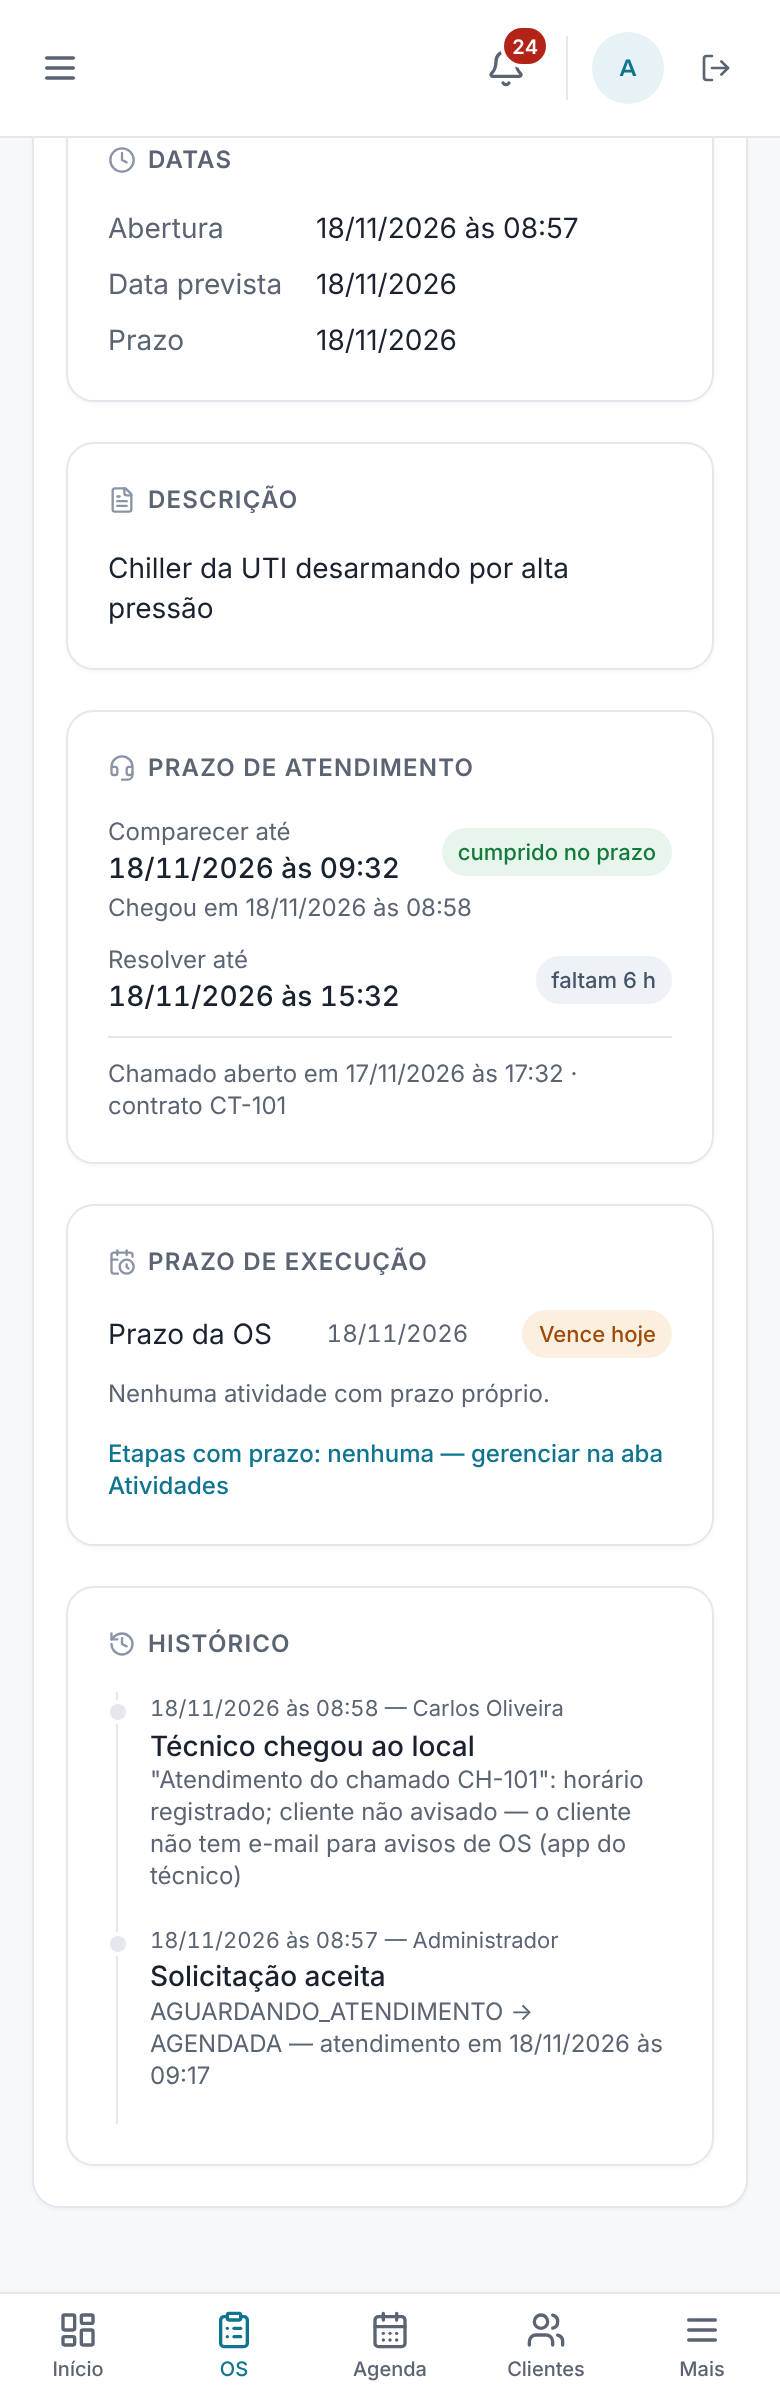 24
A
DATAS
Abertura 18/11/2026 às 08:57
Data prevista 18/11/2026
Prazo 18/11/2026
DESCRIÇÃO
Chiller da UTI desarmando por alta
pressão
PRAZO DE ATENDIMENTO
Comparecer até
18/11/2026 às 09:32
cumprido no prazo
Chegou em 18/11/2026 às 08:58
Resolver até
18/11/2026 às 15:32
faltam 6 h
Chamado aberto em 17/11/2026 às 17:32 ·
contrato CT-101
PRAZO DE EXECUÇÃO
Prazo da OS 18/11/2026 Vence hoje
Nenhuma atividade com prazo próprio.
Etapas com prazo: nenhuma — gerenciar na aba
Atividades
HISTÓRICO
18/11/2026 às 08:58 — Carlos Oliveira
Técnico chegou ao local
"Atendimento do chamado CH-101": horário
registrado; cliente não avisado — o cliente
não tem e-mail para avisos de OS (app do
técnico)
18/11/2026 às 08:57 — Administrador
Solicitação aceita
AGUARDANDO_ATENDIMENTO →
AGENDADA — atendimento em 18/11/2026 às
09:17
Início OS Agenda Clientes Mais